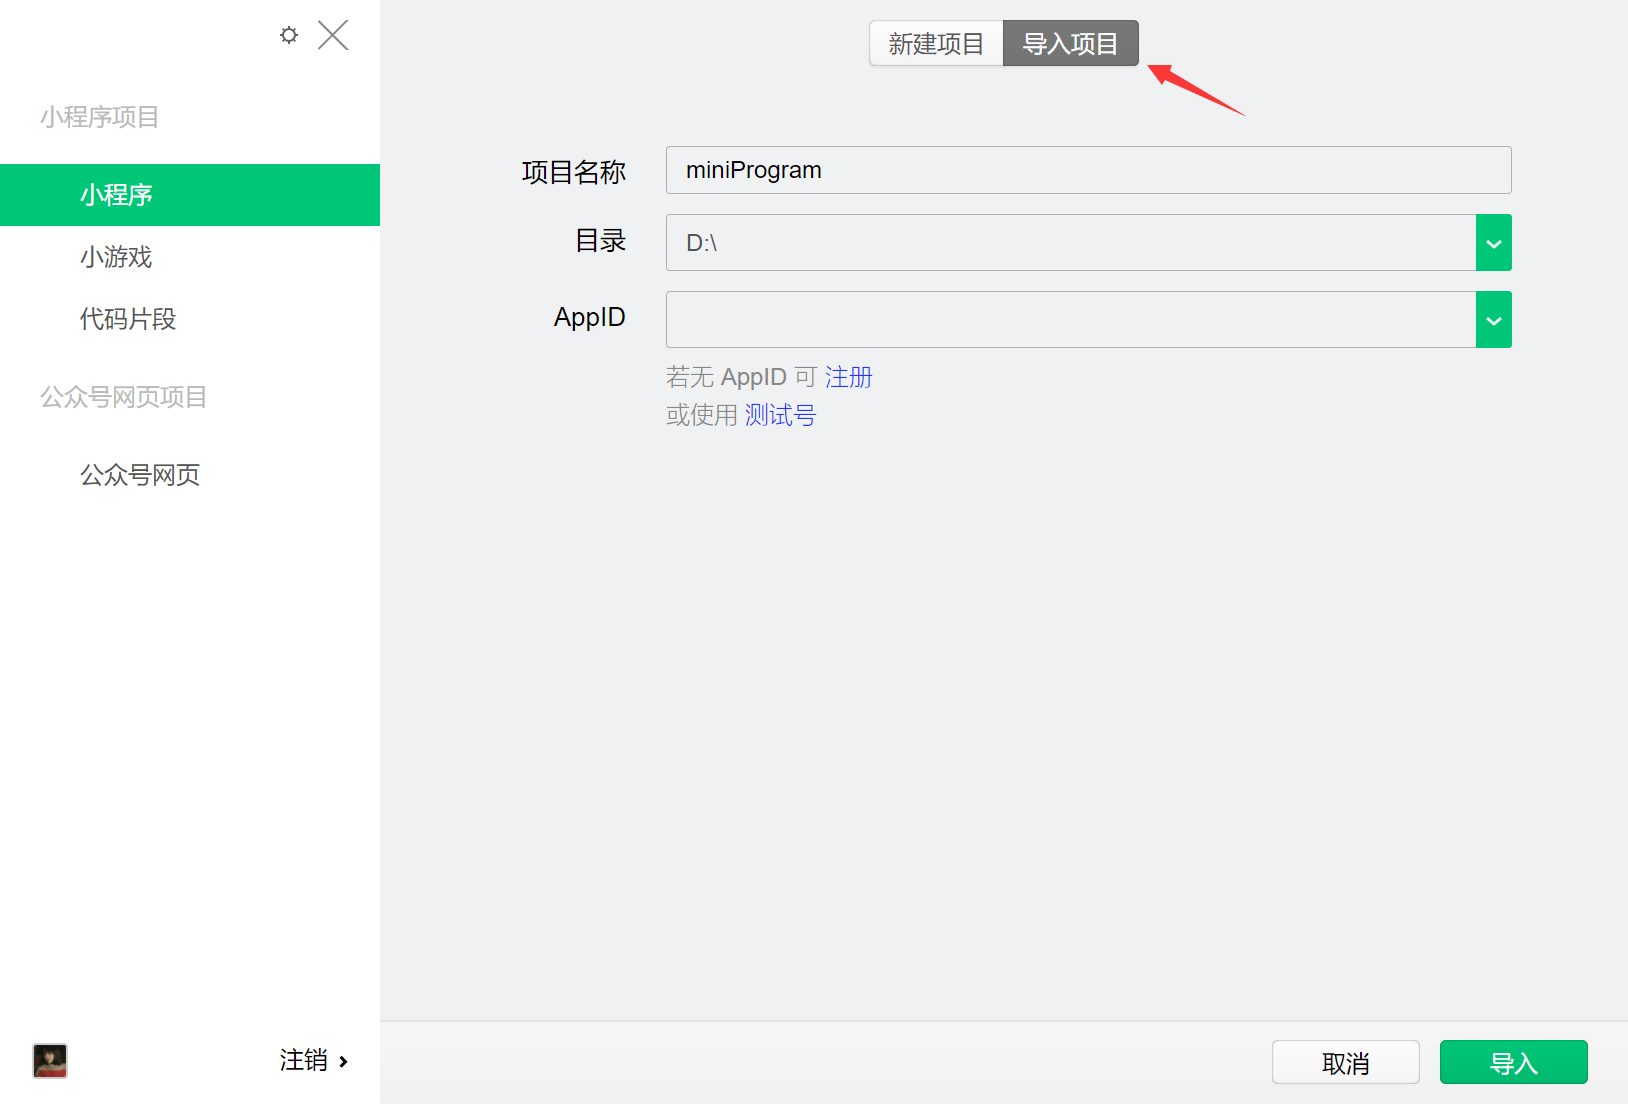 小程序项目
小程序
小游戏
代码片段
公众号网页项目
公众号网页
注销
新建项目 导入项目
项目名称 miniProgram
目录 D:\
AppID
若无 AppID 可 注册
或使用 测试号
取消 导入